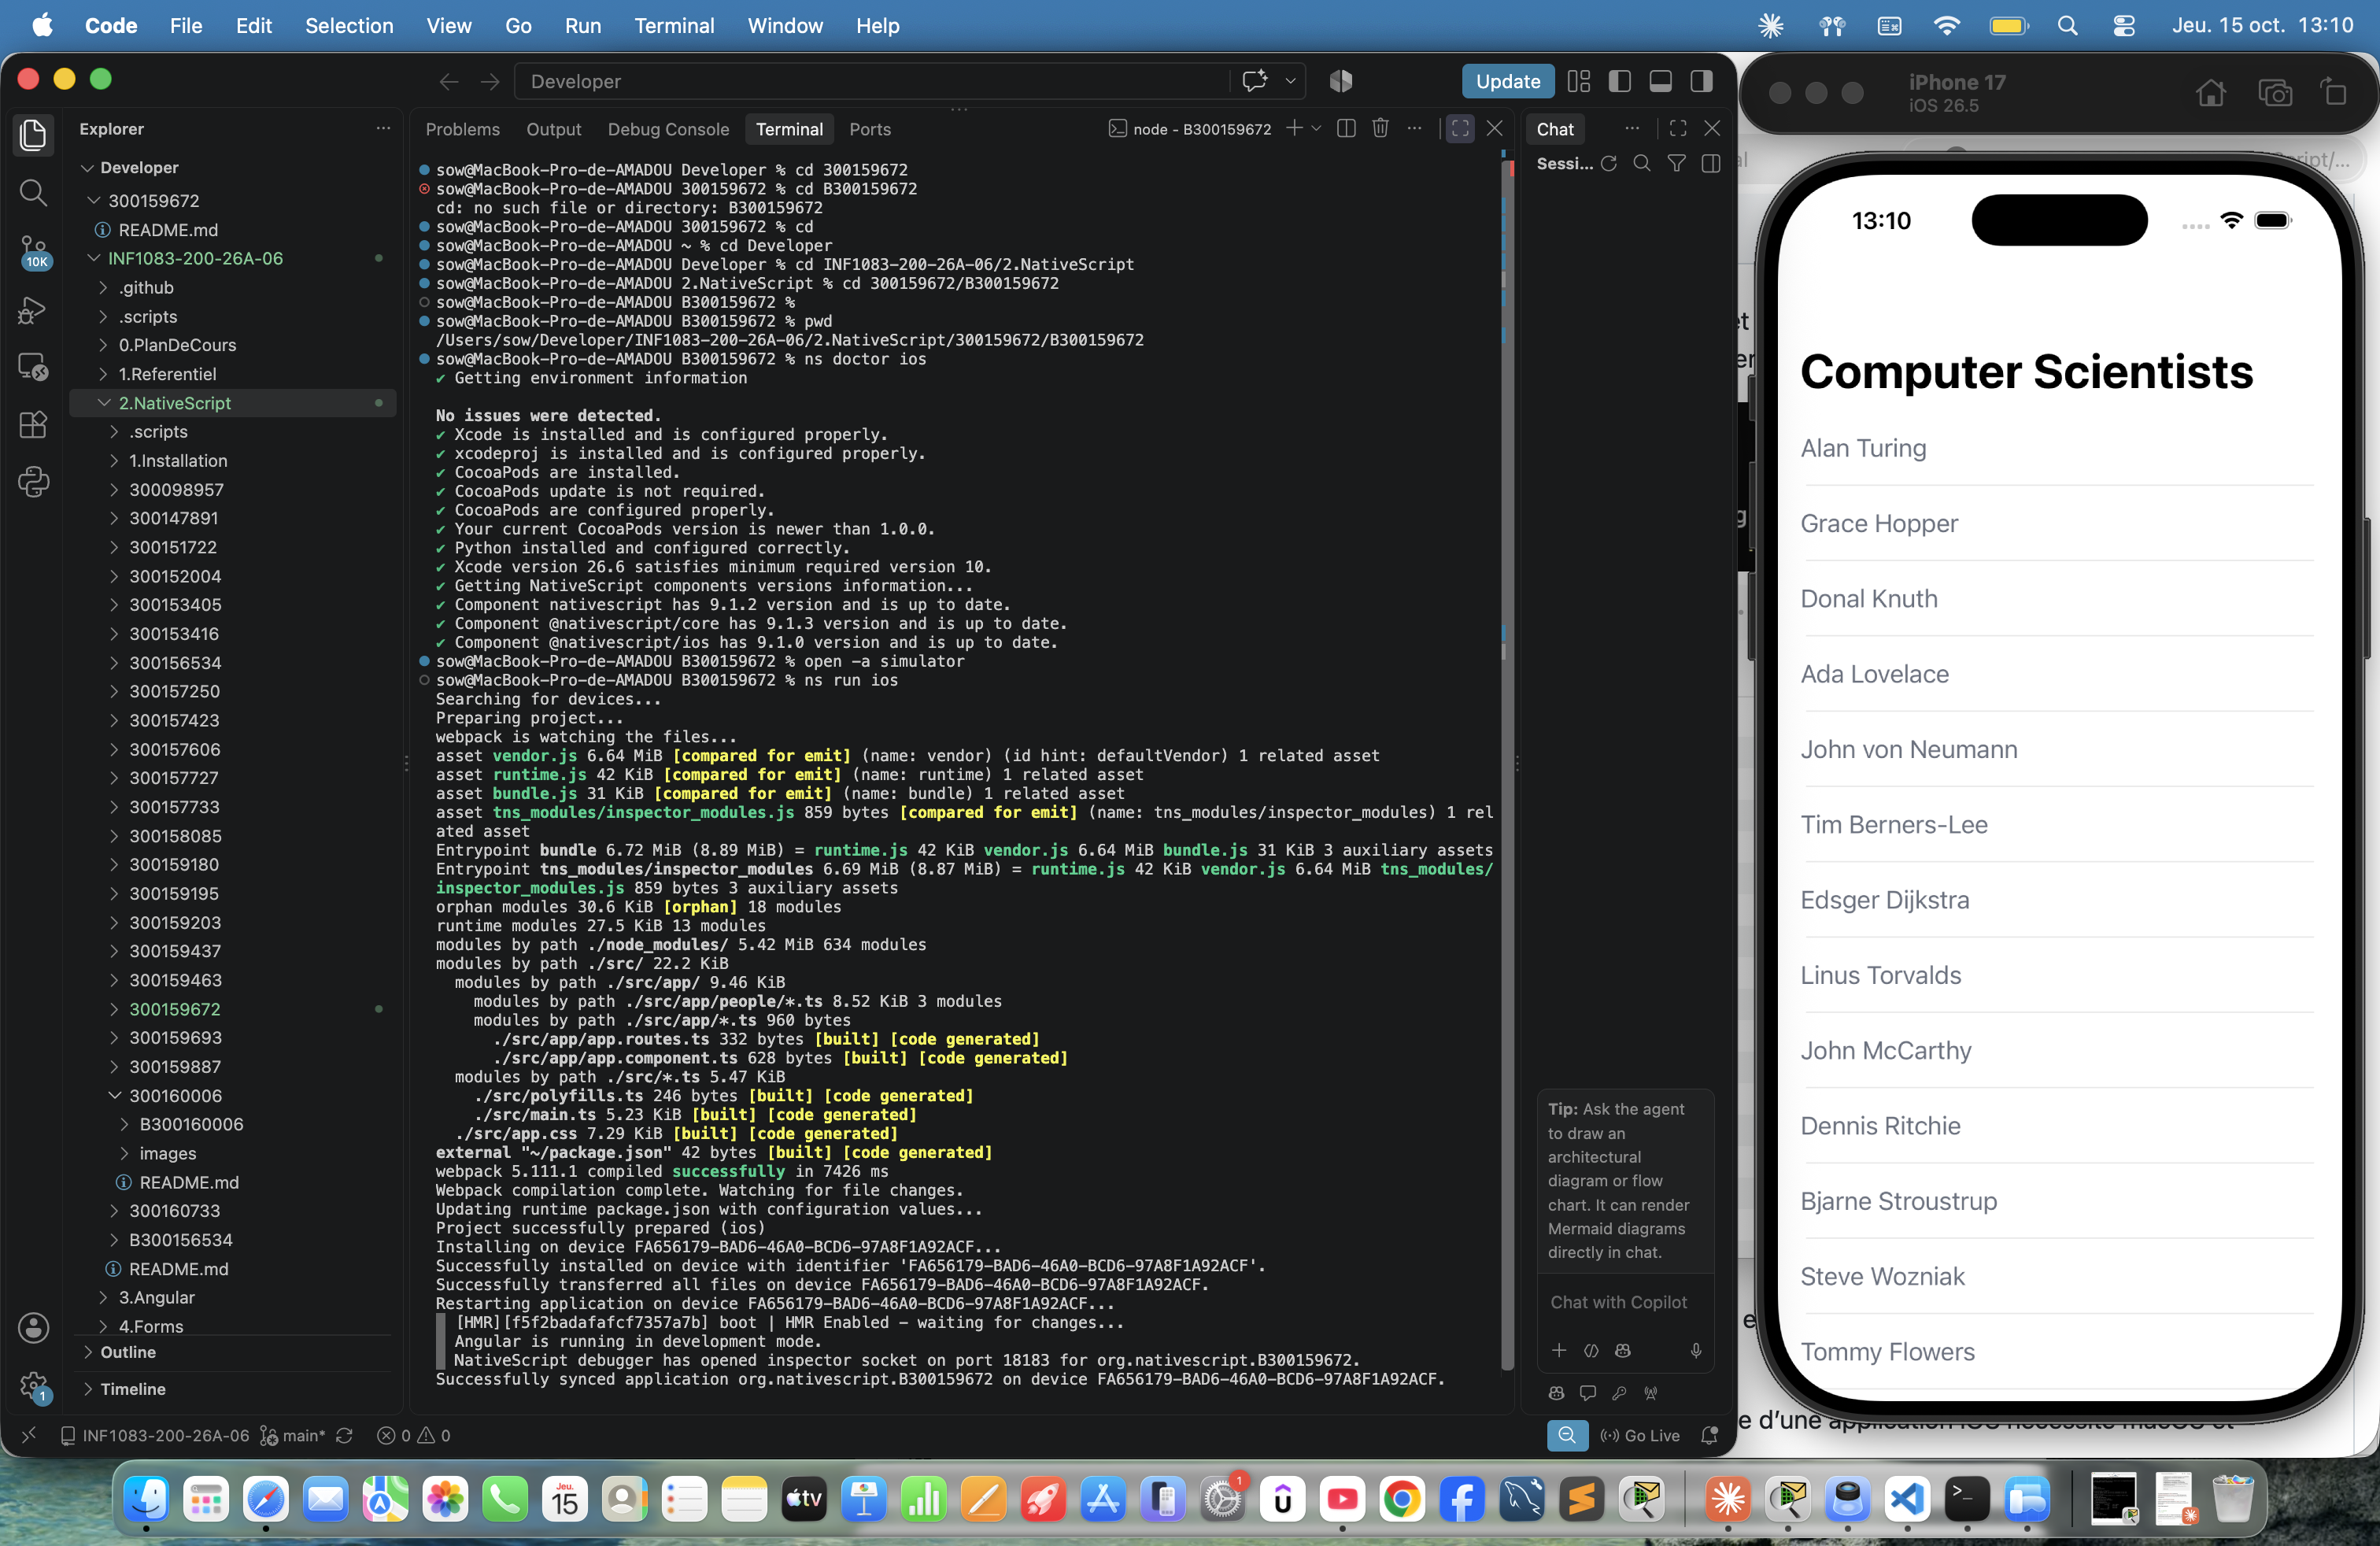 Code File Edit Selection View Go Run Terminal Window Help
Jeu. 15 oct. 13:10
Developer
Update
Explorer
Developer
300159672
README.md
INF1083-200-26A-06
.github
.scripts
0.PlanDeCours
1.Referentiel
2.NativeScript
.scripts
1.Installation
300098957
300147891
300151722
300152004
300153405
300153416
300156534
300157250
300157423
300157606
300157727
300157733
300158085
300159180
300159195
300159203
300159437
300159463
300159672
300159693
300159887
300160006
B300160006
images
README.md
300160733
B300156534
README.md
3.Angular
4.Forms
Outline
Timeline
10K
1
Problems Output Debug Console Terminal Ports
node - B300159672
sow@MacBook-Pro-de-AMADOU Developer % cd 300159672
sow@MacBook-Pro-de-AMADOU 300159672 % cd B300159672
cd: no such file or directory: B300159672
sow@MacBook-Pro-de-AMADOU 300159672 % cd
sow@MacBook-Pro-de-AMADOU ~ % cd Developer
sow@MacBook-Pro-de-AMADOU Developer % cd INF1083-200-26A-06/2.NativeScript
sow@MacBook-Pro-de-AMADOU 2.NativeScript % cd 300159672/B300159672
sow@MacBook-Pro-de-AMADOU B300159672 %
sow@MacBook-Pro-de-AMADOU B300159672 % pwd
/Users/sow/Developer/INF1083-200-26A-06/2.NativeScript/300159672/B300159672
sow@MacBook-Pro-de-AMADOU B300159672 % ns doctor ios
✔ Getting environment information
No issues were detected.
✔ Xcode is installed and is configured properly.
✔ xcodeproj is installed and is configured properly.
✔ CocoaPods are installed.
✔ CocoaPods update is not required.
✔ CocoaPods are configured properly.
✔ Your current CocoaPods version is newer than 1.0.0.
✔ Python installed and configured correctly.
✔ Xcode version 26.6 satisfies minimum required version 10.
✔ Getting NativeScript components versions information...
✔ Component nativescript has 9.1.2 version and is up to date.
✔ Component @nativescript/core has 9.1.3 version and is up to date.
✔ Component @nativescript/ios has 9.1.0 version and is up to date.
sow@MacBook-Pro-de-AMADOU B300159672 % open -a simulator
sow@MacBook-Pro-de-AMADOU B300159672 % ns run ios
Searching for devices...
Preparing project...
webpack is watching the files...
asset vendor.js 6.64 MiB [compared for emit] (name: vendor) (id hint: defaultVendor) 1 related asset
asset runtime.js 42 KiB [compared for emit] (name: runtime) 1 related asset
asset bundle.js 31 KiB [compared for emit] (name: bundle) 1 related asset
asset tns_modules/inspector_modules.js 859 bytes [compared for emit] (name: tns_modules/inspector_modules) 1 rel
ated asset
Entrypoint bundle 6.72 MiB (8.89 MiB) = runtime.js 42 KiB vendor.js 6.64 MiB bundle.js 31 KiB 3 auxiliary assets
Entrypoint tns_modules/inspector_modules 6.69 MiB (8.87 MiB) = runtime.js 42 KiB vendor.js 6.64 MiB tns_modules/
inspector_modules.js 859 bytes 3 auxiliary assets
orphan modules 30.6 KiB [orphan] 18 modules
runtime modules 27.5 KiB 13 modules
modules by path ./node_modules/ 5.42 MiB 634 modules
modules by path ./src/ 22.2 KiB
modules by path ./src/app/ 9.46 KiB
modules by path ./src/app/people/*.ts 8.52 KiB 3 modules
modules by path ./src/app/*.ts 960 bytes
./src/app/app.routes.ts 332 bytes [built] [code generated]
./src/app/app.component.ts 628 bytes [built] [code generated]
modules by path ./src/*.ts 5.47 KiB
./src/polyfills.ts 246 bytes [built] [code generated]
./src/main.ts 5.23 KiB [built] [code generated]
./src/app.css 7.29 KiB [built] [code generated]
external "~/package.json" 42 bytes [built] [code generated]
webpack 5.111.1 compiled successfully in 7426 ms
Webpack compilation complete. Watching for file changes.
Updating runtime package.json with configuration values...
Project successfully prepared (ios)
Installing on device FA656179-BAD6-46A0-BCD6-97A8F1A92ACF...
Successfully installed on device with identifier 'FA656179-BAD6-46A0-BCD6-97A8F1A92ACF'.
Successfully transferred all files on device FA656179-BAD6-46A0-BCD6-97A8F1A92ACF.
Restarting application on device FA656179-BAD6-46A0-BCD6-97A8F1A92ACF...
[HMR][f5f2badafafcf7357a7b] boot | HMR Enabled - waiting for changes...
Angular is running in development mode.
NativeScript debugger has opened inspector socket on port 18183 for org.nativescript.B300159672.
Successfully synced application org.nativescript.B300159672 on device FA656179-BAD6-46A0-BCD6-97A8F1A92ACF.
Chat
Sessi...
Tip: Ask the agent
to draw an
architectural
diagram or flow
chart. It can render
Mermaid diagrams
directly in chat.
Chat with Copilot
INF1083-200-26A-06 main* 0 0
Go Live
iPhone 17
iOS 26.5
13:10
Computer Scientists
Alan Turing
Grace Hopper
Donal Knuth
Ada Lovelace
John von Neumann
Tim Berners-Lee
Edsger Dijkstra
Linus Torvalds
John McCarthy
Dennis Ritchie
Bjarne Stroustrup
Steve Wozniak
Tommy Flowers
e d'une application iOS nécessite macOS et
Jeu.
15
tv
1